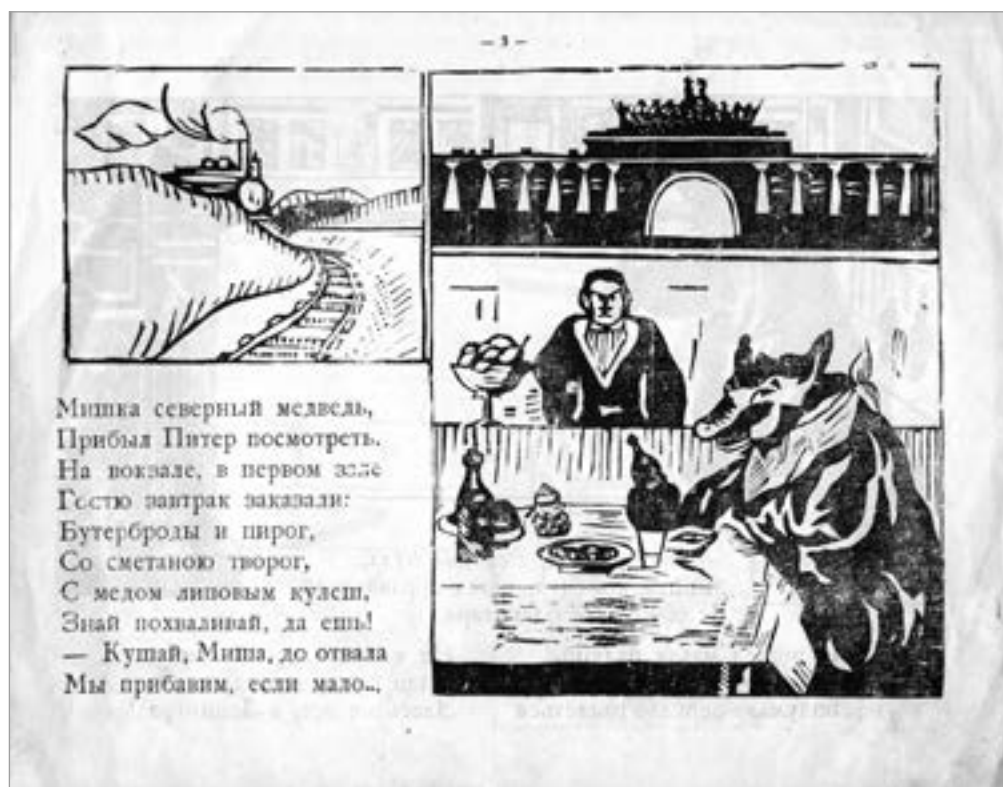 — 3 —
Мишка северный медведь,
Прибыл Питер посмотреть.
На вокзале, в первом зале
Гостю завтрак заказали:
Бутерброды и пирог,
Со сметаною творог,
С медом липовым кулеш,
Знай похваливай, да ешь!
— Кушай, Миша, до отвала
Мы прибавим, если мало..,